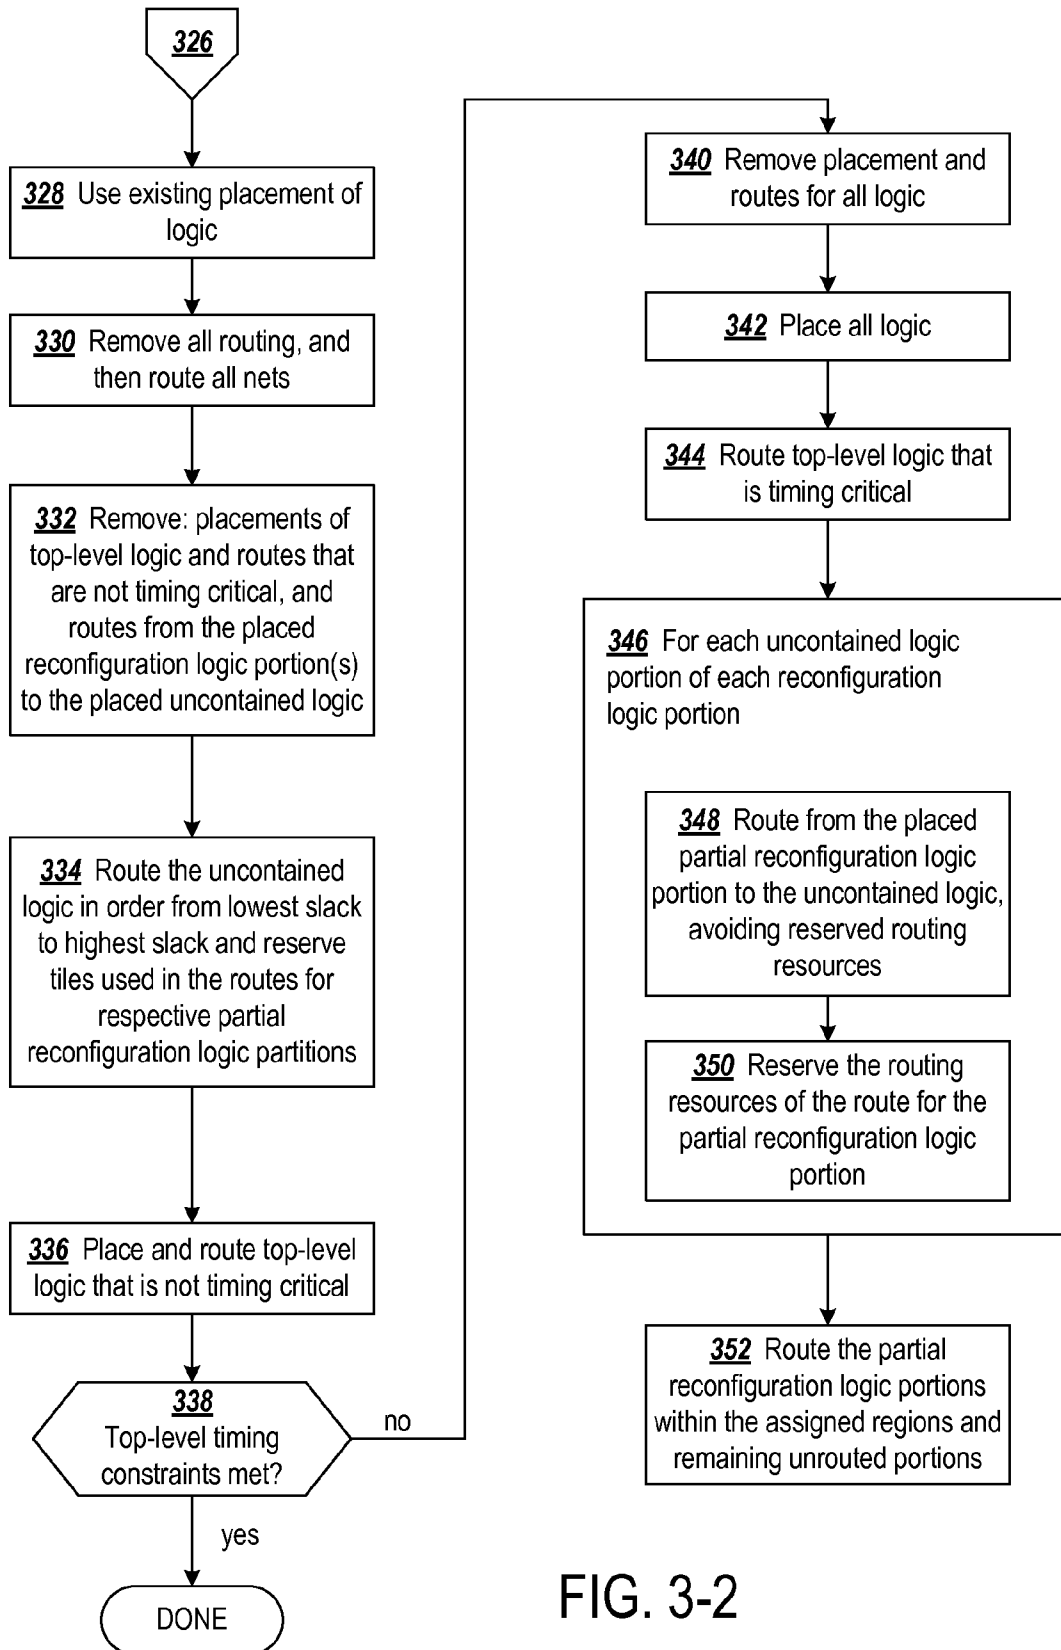 326
328 Use existing placement of
logic
330 Remove all routing, and
then route all nets
332 Remove: placements of
top-level logic and routes that
are not timing critical, and
routes from the placed
reconfiguration logic portion(s)
to the placed uncontained logic
334 Route the uncontained
logic in order from lowest slack
to highest slack and reserve
tiles used in the routes for
respective partial
reconfiguration logic partitions
336 Place and route top-level
logic that is not timing critical
338
Top-level timing
constraints met?
no
yes
DONE
340 Remove placement and
routes for all logic
342 Place all logic
344 Route top-level logic that
is timing critical
346 For each uncontained logic
portion of each reconfiguration
logic portion
348 Route from the placed
partial reconfiguration logic
portion to the uncontained logic,
avoiding reserved routing
resources
350 Reserve the routing
resources of the route for the
partial reconfiguration logic
portion
352 Route the partial
reconfiguration logic portions
within the assigned regions and
remaining unrouted portions
FIG. 3-2